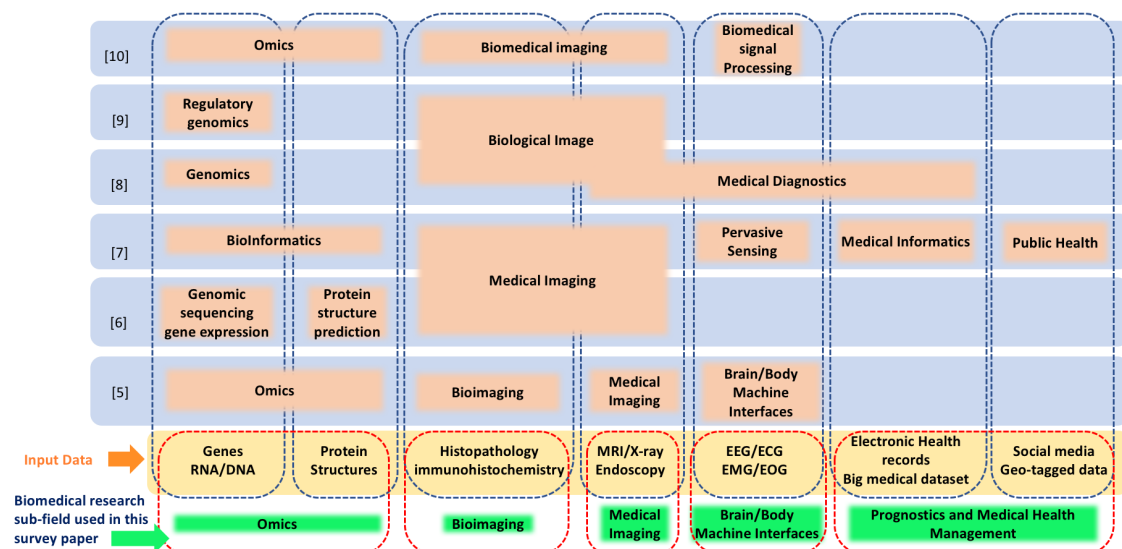 [10]
Omics
Biomedical imaging
Biomedical
signal
Processing
[9]
Regulatory
genomics
Biological Image
[8]
Genomics
Medical Diagnostics
[7]
BioInformatics
Medical Imaging
Pervasive
Sensing
Medical Informatics
Public Health
[6]
Genomic
sequencing
gene expression
Protein
structure
prediction
[5]
Omics
Bioimaging
Medical
Imaging
Brain/Body
Machine
Interfaces
Input Data
Genes
RNA/DNA
Protein
Structures
Histopathology
immunohistochemistry
MRI/X-ray
Endoscopy
EEG/ECG
EMG/EOG
Electronic Health
records
Big medical dataset
Social media
Geo-tagged data
Biomedical research
sub-field used in this
survey paper
Omics
Bioimaging
Medical
Imaging
Brain/Body
Machine Interfaces
Prognostics and Medical Health
Management